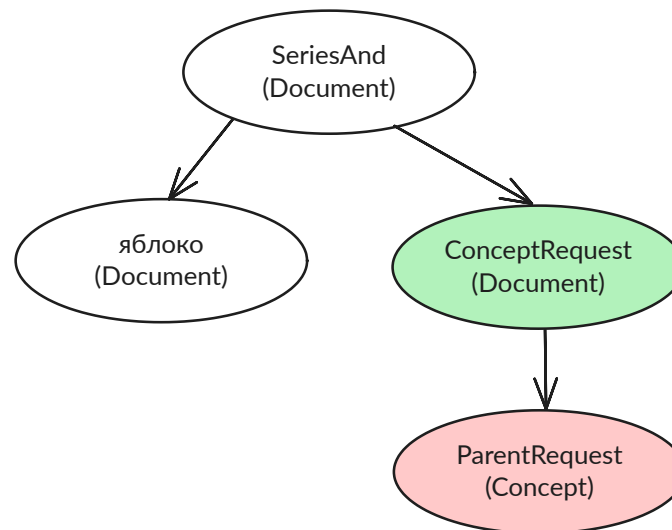 SeriesAnd
(Document)
яблоко
(Document)
ConceptRequest
(Document)
ParentRequest
(Concept)